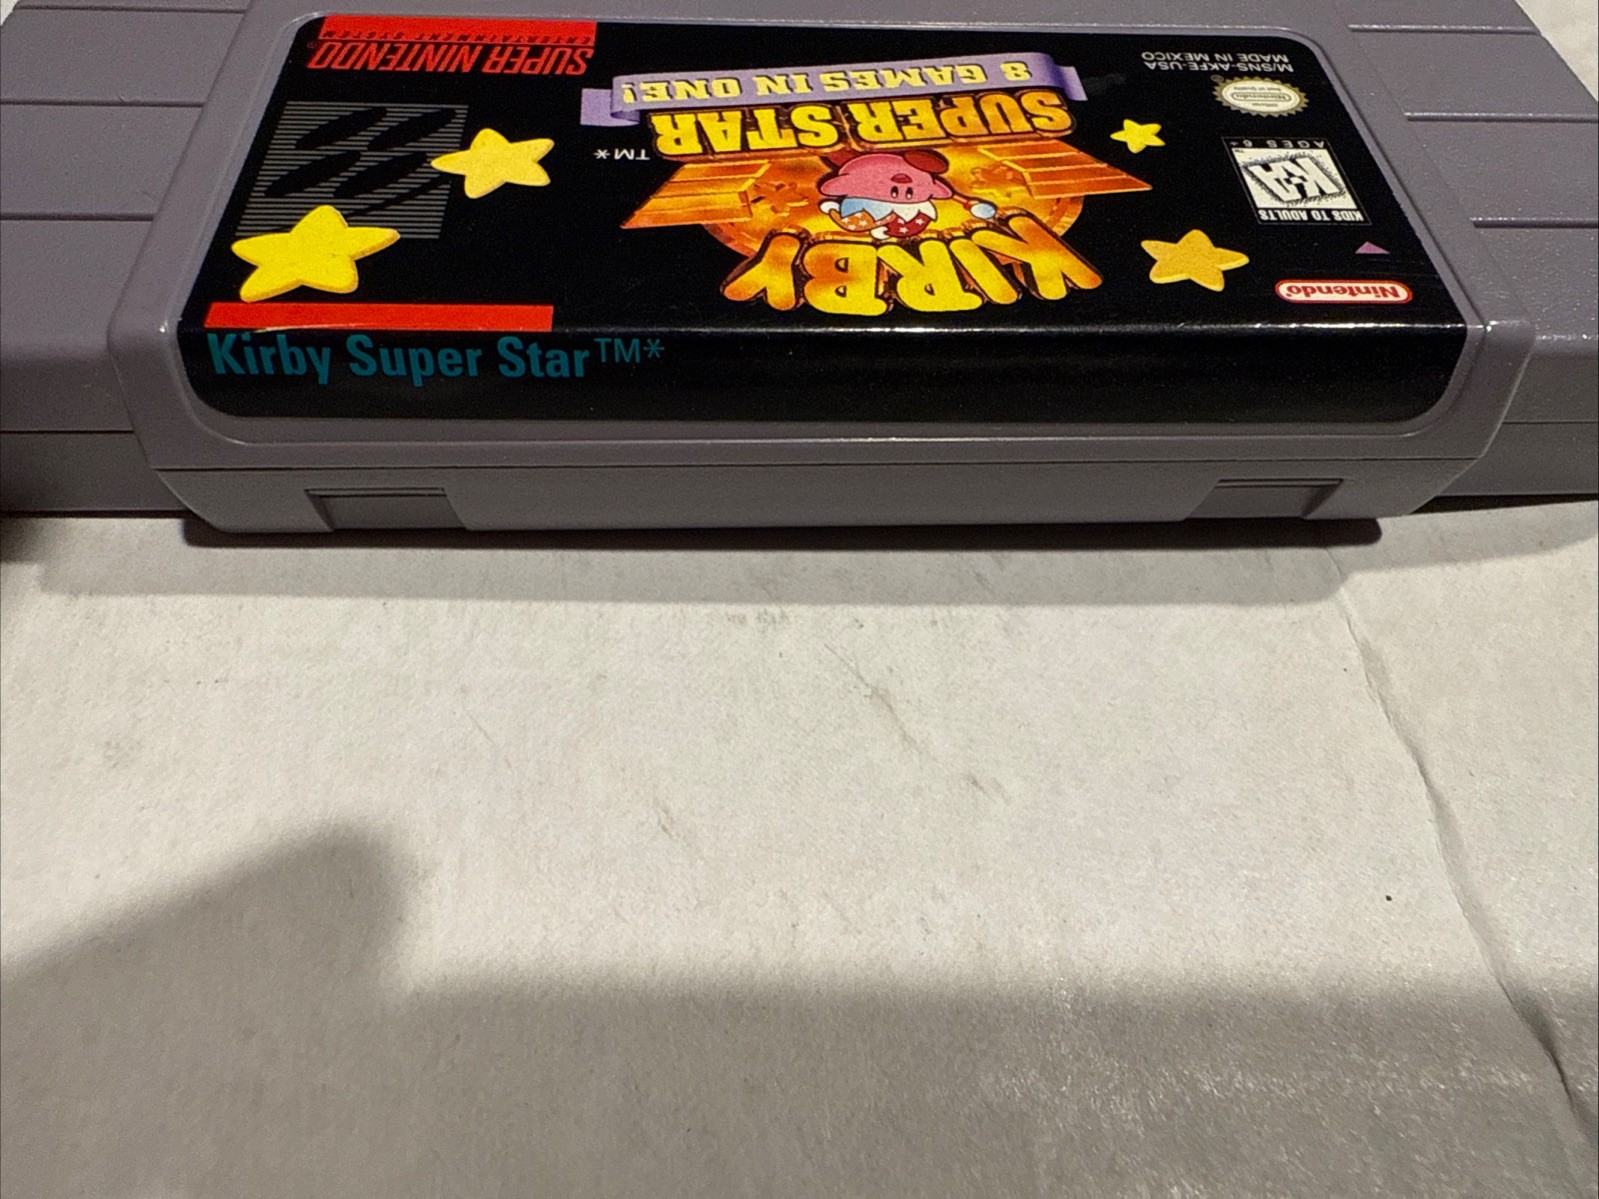 Kirby Super Star™*
Nintendo®
KIRBY
SUPER STAR
™*
8 GAMES IN ONE!
KIDS TO ADULTS
K-A
AGES 6+
Nintendo
M/SNS-AKFE-USA
MADE IN MEXICO
SUPER NINTENDO®
ENTERTAINMENT SYSTEM